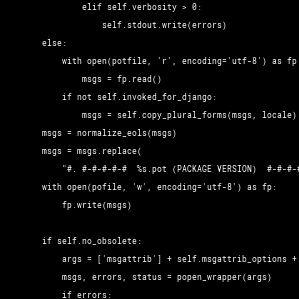 elif self.verbosity > 0:
self.stdout.write(errors)
else:
with open(potfile, 'r', encoding='utf-8') as fp
msgs = fp.read()
if not self.invoked_for_django:
msgs = self.copy_plural_forms(msgs, locale)
msgs = normalize_eols(msgs)
msgs = msgs.replace(
"#. #-#-#-#-#  %s.pot (PACKAGE VERSION)  #-#-#-#
with open(pofile, 'w', encoding='utf-8') as fp:
fp.write(msgs)
if self.no_obsolete:
args = ['msgattrib'] + self.msgattrib_options +
msgs, errors, status = popen_wrapper(args)
if errors: